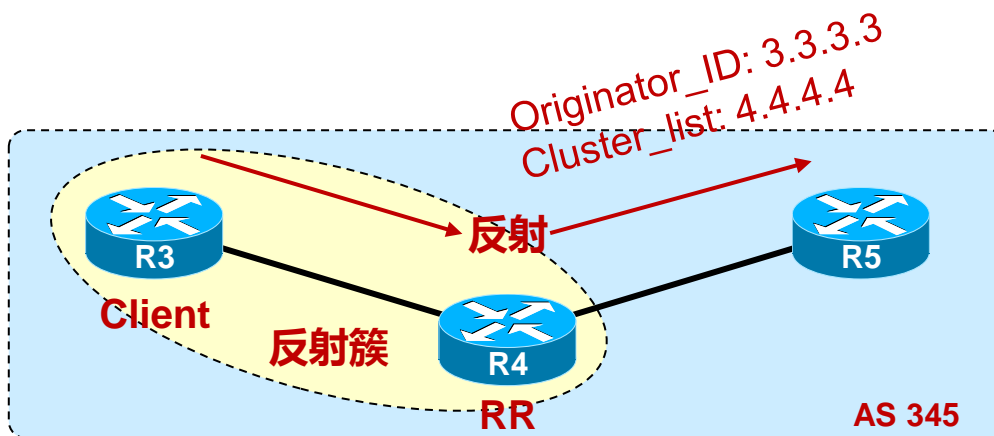 Originator_ID: 3.3.3.3
Cluster_list: 4.4.4.4
反射
R3
R5
Client
反射簇
R4
RR
AS 345